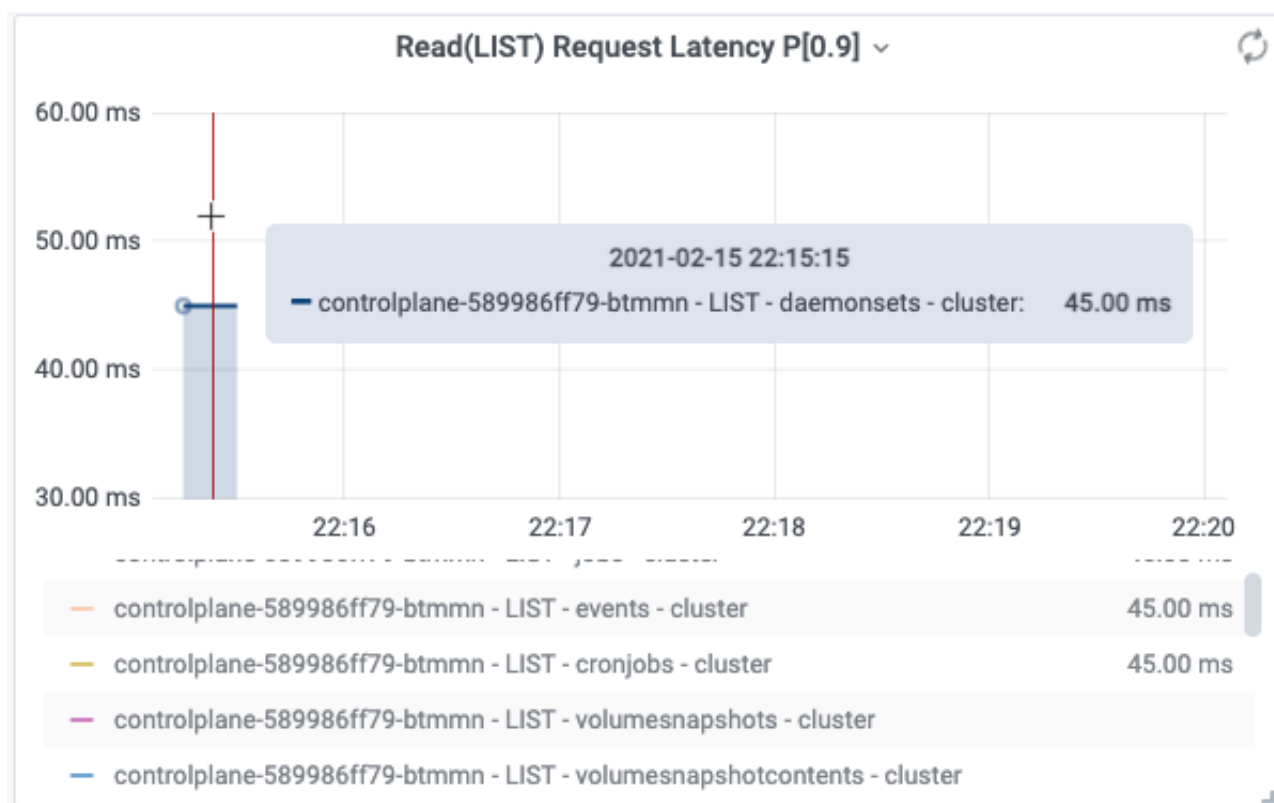 Read(LIST) Request Latency P[0.9]
60.00 ms
50.00 ms
40.00 ms
30.00 ms
2021-02-15 22:15:15
controlplane-589986ff79-btmmn - LIST - daemonsets - cluster: 45.00 ms
22:16 22:17 22:18 22:19 22:20
controlplane-589986ff79-btmmn - LIST - events - cluster 45.00 ms
controlplane-589986ff79-btmmn - LIST - cronjobs - cluster 45.00 ms
controlplane-589986ff79-btmmn - LIST - volumesnapshots - cluster
controlplane-589986ff79-btmmn - LIST - volumesnapshotcontents - cluster